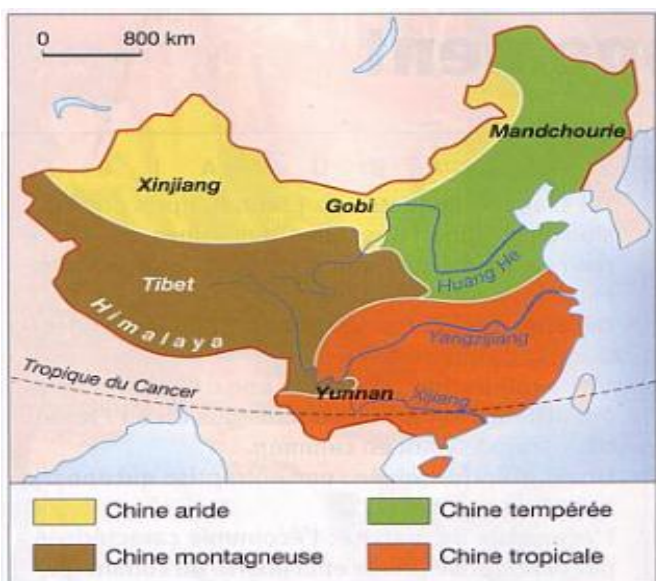 0 800 km
Mandchourie
Xinjiang
Gobi
Huang He
Tibet
Himalaya
Yangzijiang
Tropique du Cancer
Yunnan
Xijiang
Chine aride
Chine tempérée
Chine montagneuse
Chine tropicale